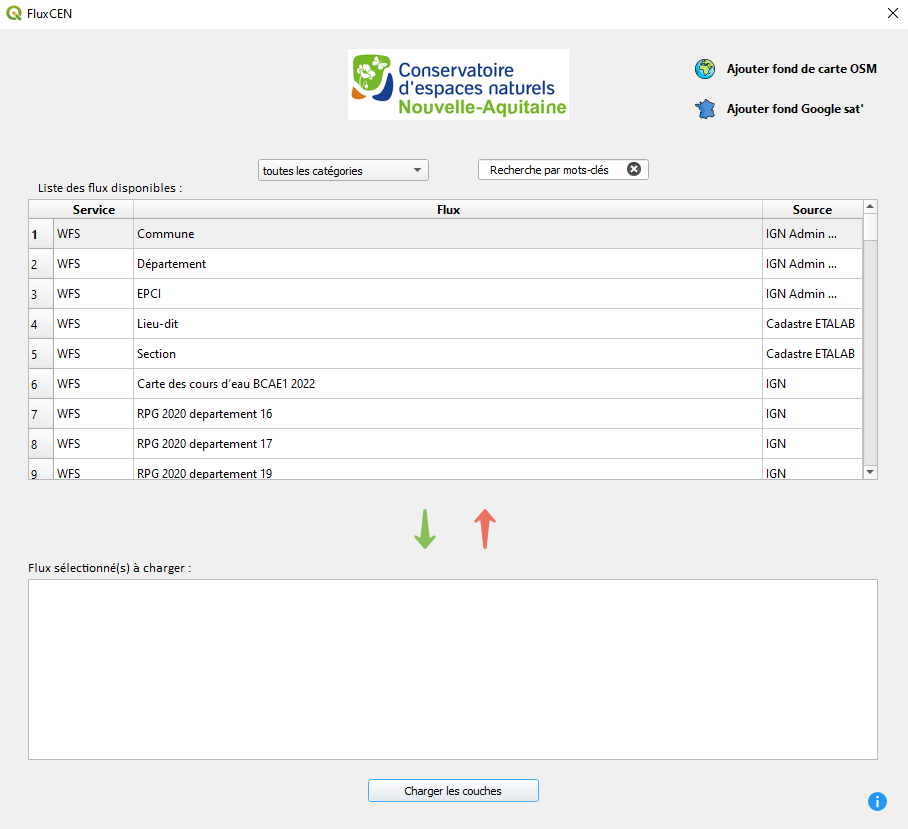 FluxCEN
Conservatoire
d'espaces naturels
Nouvelle-Aquitaine
Ajouter fond de carte OSM
Ajouter fond Google sat'
toutes les catégories
Recherche par mots-clés
Liste des flux disponibles :
Service Flux Source
1 WFS Commune IGN Admin ...
2 WFS Département IGN Admin ...
3 WFS EPCI IGN Admin ...
4 WFS Lieu-dit Cadastre ETALAB
5 WFS Section Cadastre ETALAB
6 WFS Carte des cours d'eau BCAE1 2022 IGN
7 WFS RPG 2020 departement 16 IGN
8 WFS RPG 2020 departement 17 IGN
9 WFS RPG 2020 departement 19 IGN
Flux sélectionné(s) à charger :
Charger les couches
i